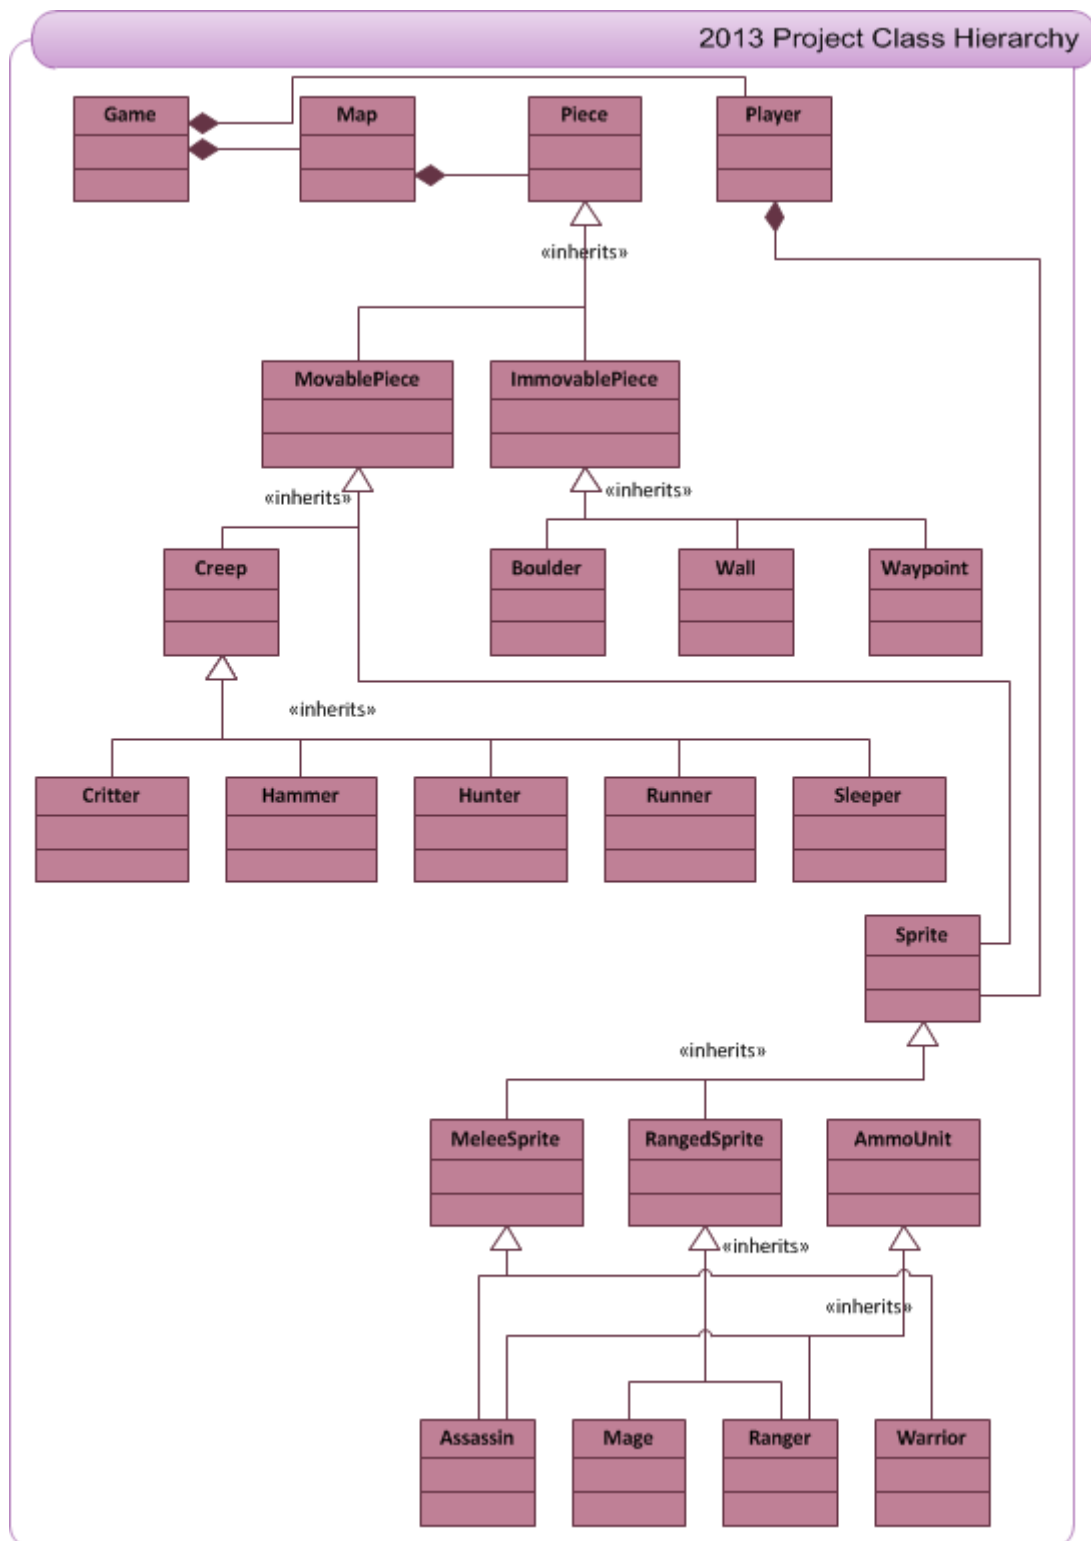 2013 Project Class Hierarchy
Game
Map
Piece
Player
«inherits»
MovablePiece
ImmovablePiece
«inherits»
«inherits»
Creep
Boulder
Wall
Waypoint
«inherits»
Critter
Hammer
Hunter
Runner
Sleeper
Sprite
«inherits»
MeleeSprite
RangedSprite
AmmoUnit
«inherits»
«inherits»
Assassin
Mage
Ranger
Warrior